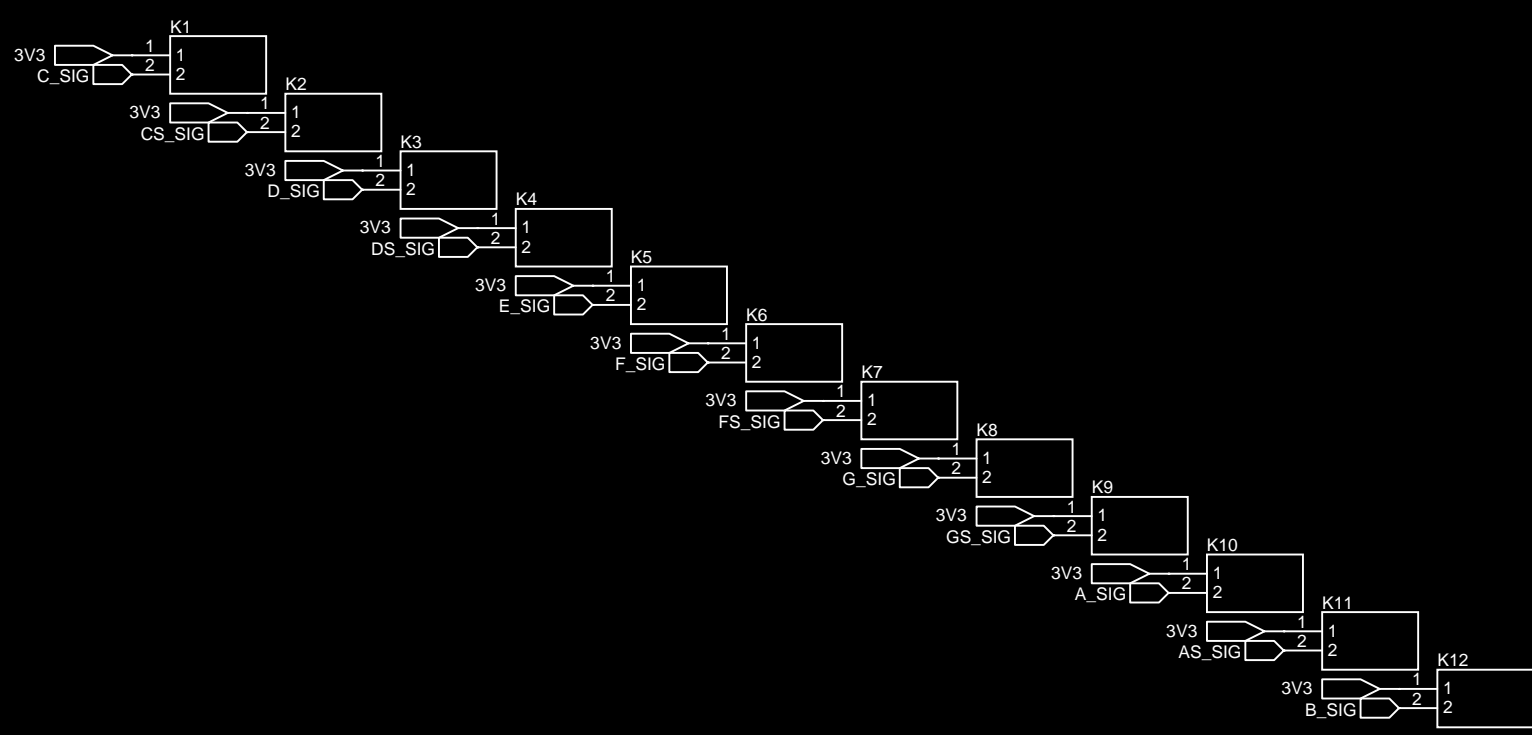 K1
1
3V3 1
2
C_SIG 2
K2
1
3V3 1
2
CS_SIG 2
K3
1
3V3 1
2
D_SIG 2
K4
1
3V3 1
2
DS_SIG 2
K5
1
3V3 1
2
E_SIG 2
K6
1
3V3 1
2
F_SIG 2
K7
1
3V3 1
2
FS_SIG 2
K8
1
3V3 1
2
G_SIG 2
K9
1
3V3 1
2
GS_SIG 2
K10
1
3V3 1
2
A_SIG 2
K11
1
3V3 1
2
AS_SIG 2
K12
1
3V3 1
2
B_SIG 2